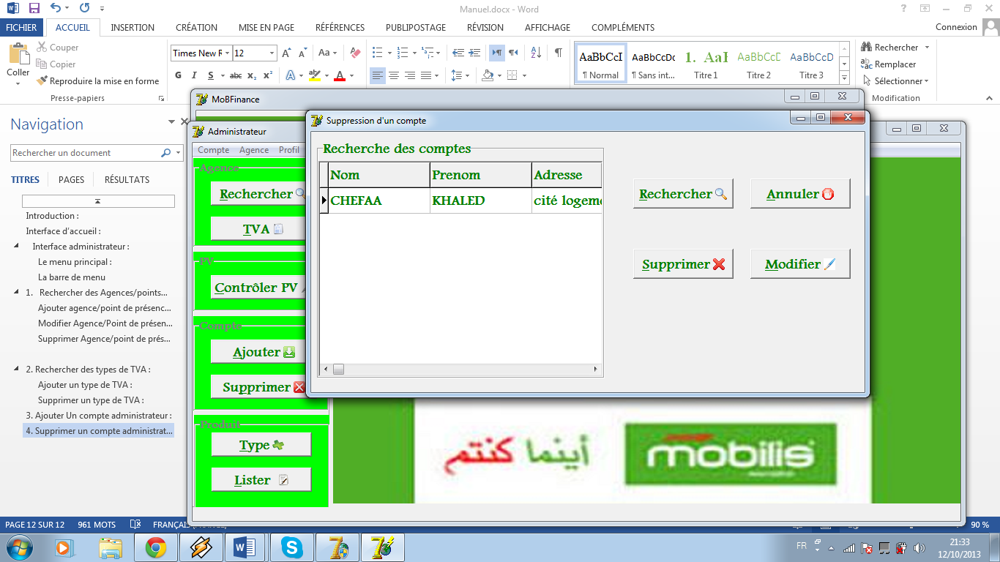 Manuel.docx - Word
FICHIER ACCUEIL INSERTION CRÉATION MISE EN PAGE RÉFÉRENCES PUBLIPOSTAGE RÉVISION AFFICHAGE COMPLÉMENTS Connexion
Coller
Couper
Copier
Reproduire la mise en forme
Presse-papiers
Times New R 12
G I S abc x₂ x²
AaBbCcI AaBbCcDc 1. AaI AaBbCcD AaBbCcD
¶ Normal ¶ Sans int... Titre 1 Titre 2 Titre 3
Rechercher
Remplacer
Sélectionner
Modification
Navigation
Rechercher un document
TITRES PAGES RÉSULTATS
Introduction :
Interface d'accueil :
Interface administrateur :
Le menu principal :
La barre de menu
1. Rechercher des Agences/points...
Ajouter agence/point de présenc...
Modifier Agence/Point de présen...
Supprimer Agence/point de prés...
2. Rechercher des types de TVA :
Ajouter un type de TVA :
Supprimer un type de TVA :
3. Ajouter Un compte administrateur :
4. Supprimer un compte administrat...
MoBFinance
Administrateur
Compte Agence Profil
Agence
Rechercher
TVA
PV
Contrôler PV
Compte
Ajouter
Supprimer
Produit
Type
Lister
Suppression d'un compte
Recherche des comptes
Nom Prenom Adresse
CHEFAA KHALED cité logeme
Rechercher Annuler
Supprimer Modifier
أينما كنتم
mobilis
PAGE 12 SUR 12 961 MOTS 90 %
FR
21:33
12/10/2013